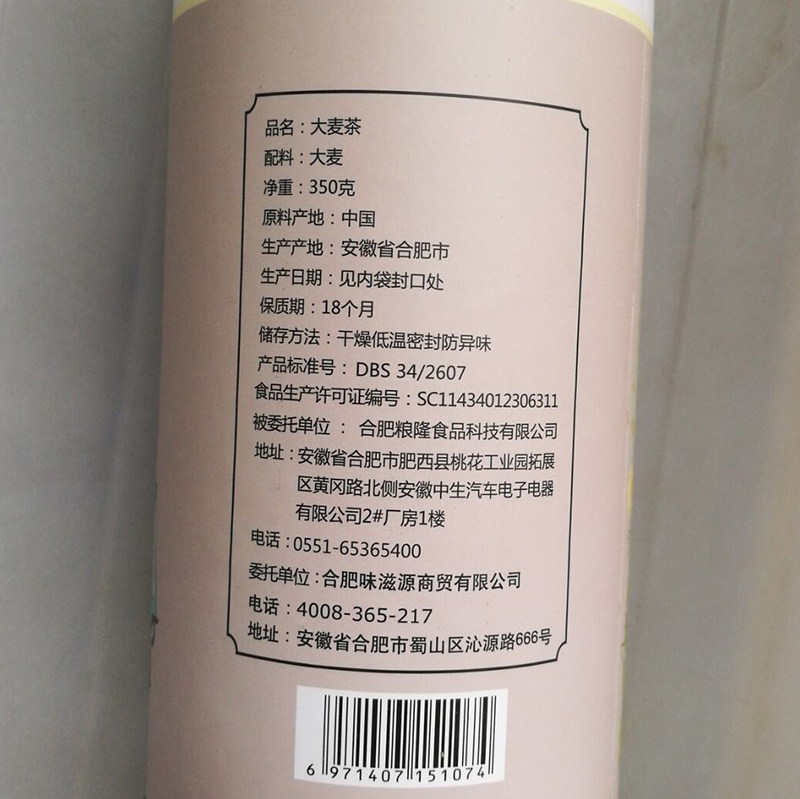 品名：大麦茶
配料：大麦
净重：350克
原料产地：中国
生产产地：安徽省合肥市
生产日期：见内袋封口处
保质期：18个月
储存方法：干燥低温密封防异味
产品标准号：DBS 34/2607
食品生产许可证编号：SC11434012306311
被委托单位：合肥粮隆食品科技有限公司
地址：安徽省合肥市肥西县桃花工业园拓展
区黄冈路北侧安徽中生汽车电子电器
有限公司2#厂房1楼
电话：0551-65365400
委托单位：合肥味滋源商贸有限公司
电话：4008-365-217
地址：安徽省合肥市蜀山区沁源路666号
6 971407 151074